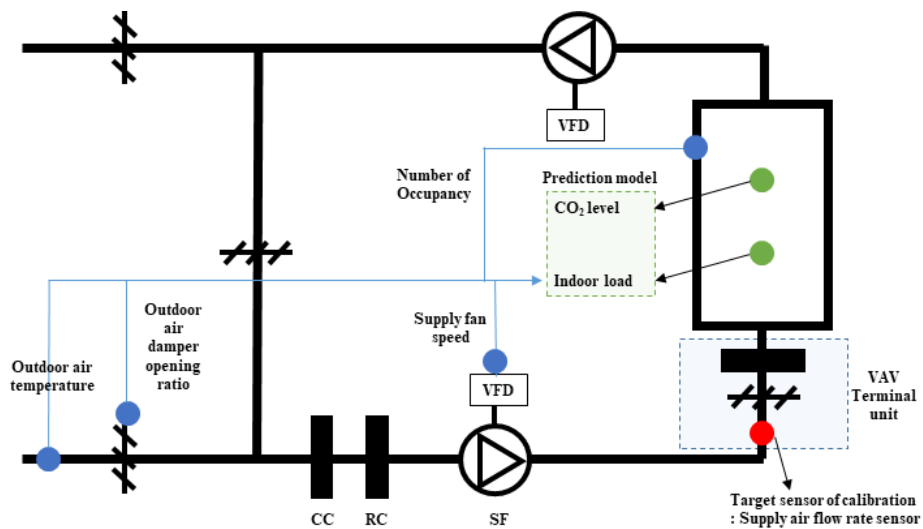 VFD
Number of
Occupancy
Prediction model
CO₂ level
Indoor load
Outdoor
air
damper
opening
ratio
Supply fan
speed
Outdoor air
temperature
VFD
VAV
Terminal
unit
CC
RC
SF
Target sensor of calibration
: Supply air flow rate sensor